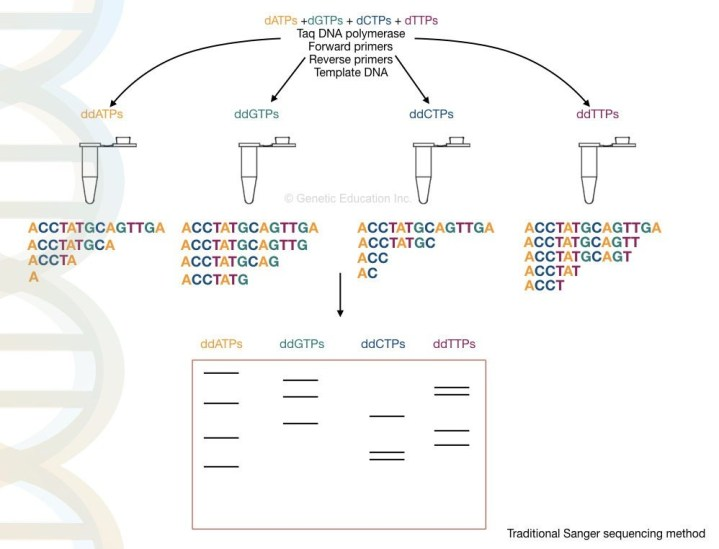 dATPs +dGTPs + dCTPs + dTTPs
Taq DNA polymerase
Forward primers
Reverse primers
Template DNA
ddATPs ddGTPs ddCTPs ddTTPs
© Genetic Education Inc.
ACCTATGCAGTTGA ACCTATGCAGTTGA ACCTATGCAGTTGA ACCTATGCAGTTGA
ACCTATGCA ACCTATGCAGTTG ACCTATGC ACCTATGCAGTT
ACCTA ACCTATGCAG ACC ACCTATGCAGT
A ACCTATG AC ACCTAT
ACCT
ddATPs ddGTPs ddCTPs ddTTPs
Traditional Sanger sequencing method